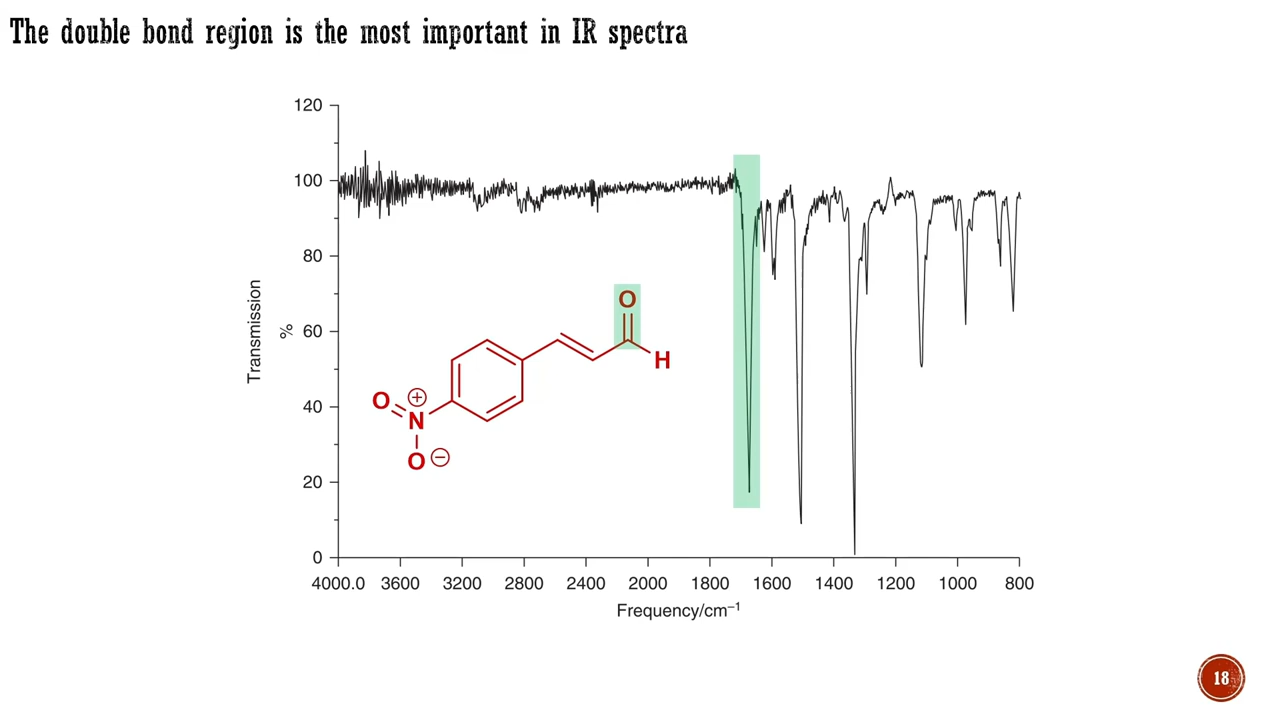 The double bond region is the most important in IR spectra
120
100
80
60
40
20
0
Transmission
%
4000.0 3600 3200 2800 2400 2000 1800 1600 1400 1200 1000 800
Frequency/cm⁻¹
O
H
O
N
+
O
−
18